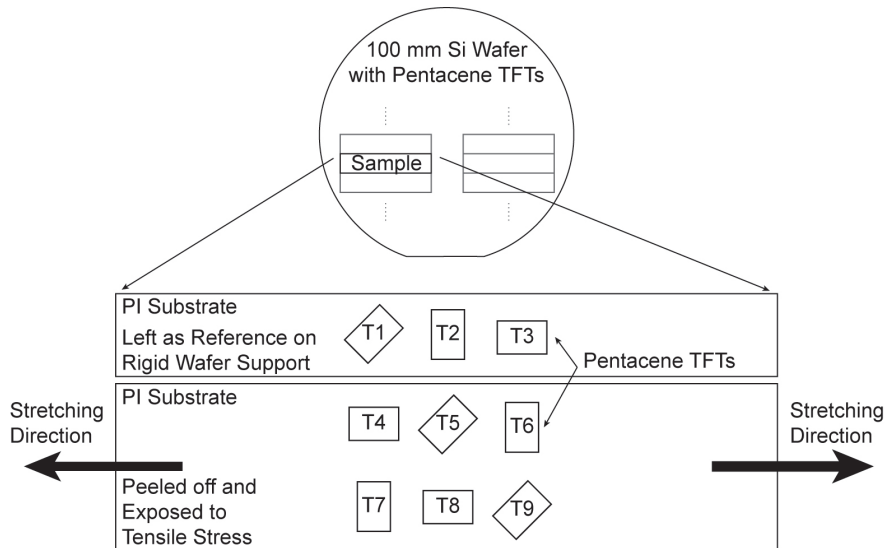 100 mm Si Wafer
with Pentacene TFTs
Sample
PI Substrate
Left as Reference on
Rigid Wafer Support
T1
T2
T3
Pentacene TFTs
PI Substrate
Stretching
Direction
T4
T5
T6
Stretching
Direction
Peeled off and
Exposed to
Tensile Stress
T7
T8
T9